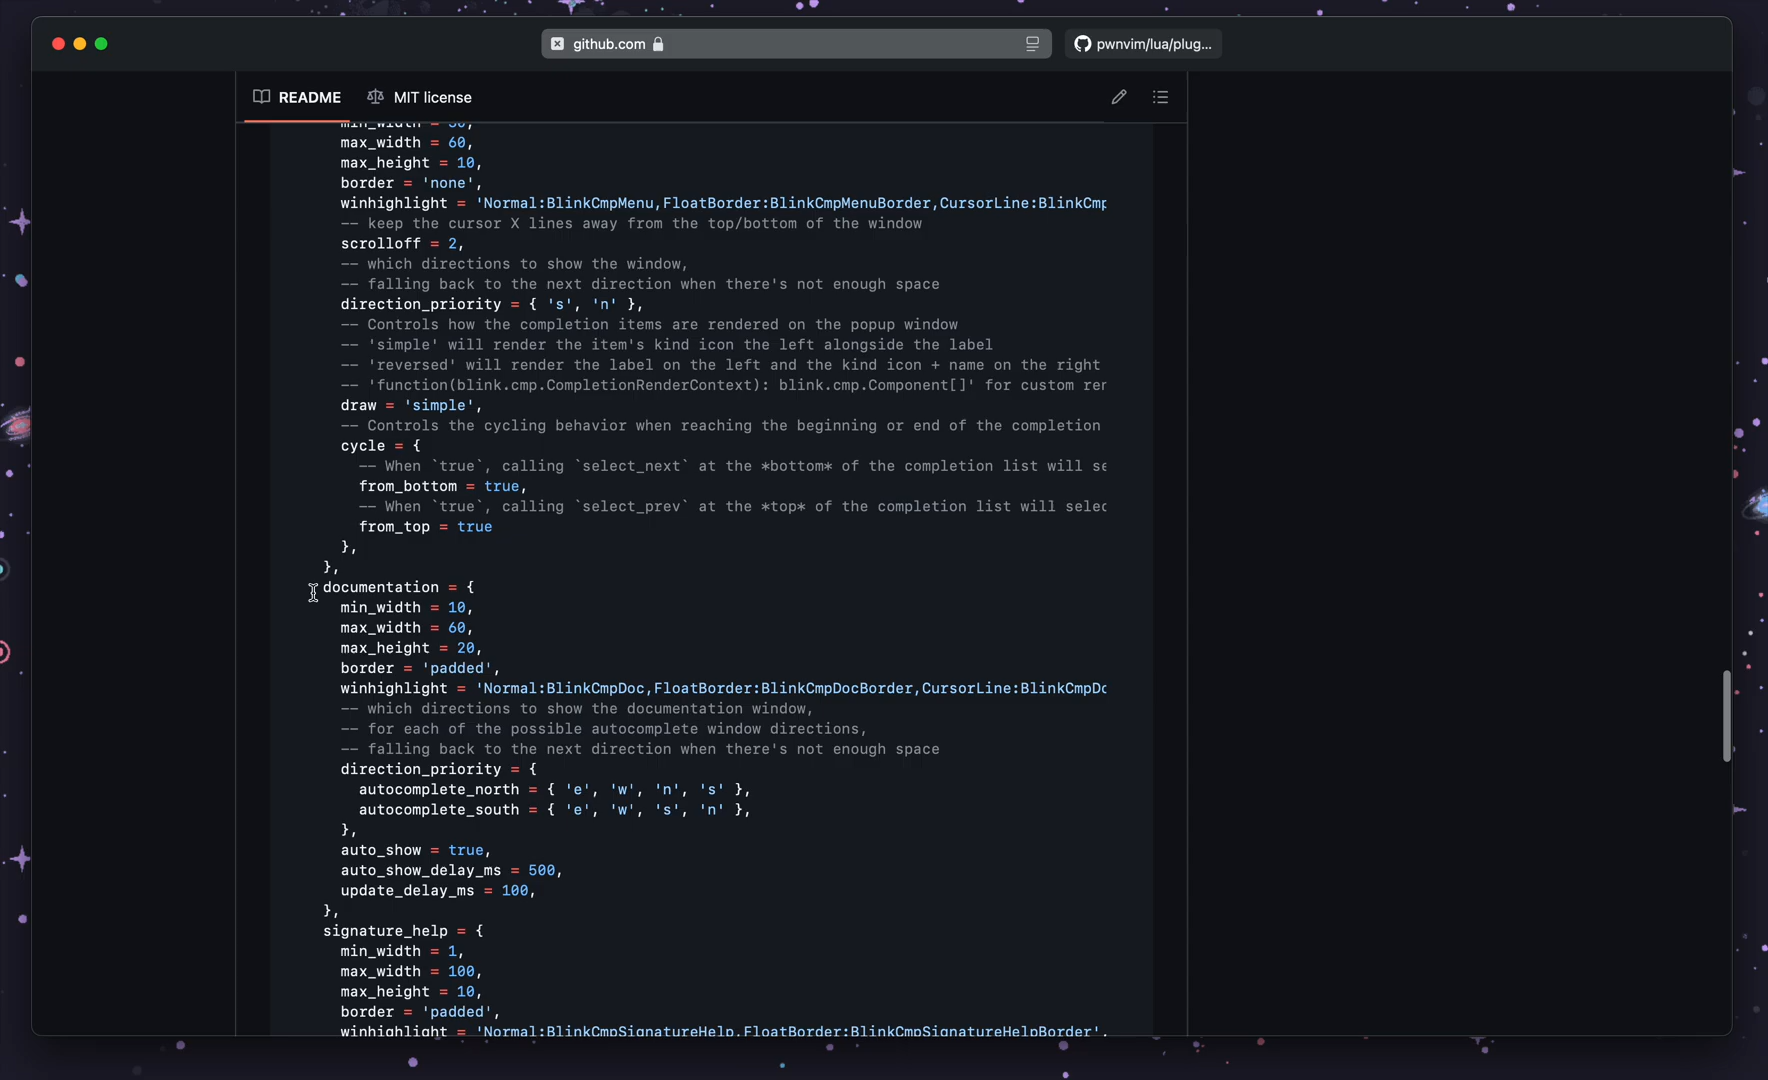 github.com
pwnvim/lua/plug...
README
MIT license
min_width = 30,
max_width = 60,
max_height = 10,
border = 'none',
winhighlight = 'Normal:BlinkCmpMenu,FloatBorder:BlinkCmpMenuBorder,CursorLine:BlinkCmp
-- keep the cursor X lines away from the top/bottom of the window
scrolloff = 2,
-- which directions to show the window,
-- falling back to the next direction when there's not enough space
direction_priority = { 's', 'n' },
-- Controls how the completion items are rendered on the popup window
-- 'simple' will render the item's kind icon the left alongside the label
-- 'reversed' will render the label on the left and the kind icon + name on the right
-- 'function(blink.cmp.CompletionRenderContext): blink.cmp.Component[]' for custom ren
draw = 'simple',
-- Controls the cycling behavior when reaching the beginning or end of the completion
cycle = {
-- When `true`, calling `select_next` at the *bottom* of the completion list will se
from_bottom = true,
-- When `true`, calling `select_prev` at the *top* of the completion list will selec
from_top = true
},
},
documentation = {
min_width = 10,
max_width = 60,
max_height = 20,
border = 'padded',
winhighlight = 'Normal:BlinkCmpDoc,FloatBorder:BlinkCmpDocBorder,CursorLine:BlinkCmpDo
-- which directions to show the documentation window,
-- for each of the possible autocomplete window directions,
-- falling back to the next direction when there's not enough space
direction_priority = {
autocomplete_north = { 'e', 'w', 'n', 's' },
autocomplete_south = { 'e', 'w', 's', 'n' },
},
auto_show = true,
auto_show_delay_ms = 500,
update_delay_ms = 100,
},
signature_help = {
min_width = 1,
max_width = 100,
max_height = 10,
border = 'padded',
winhighlight = 'Normal:BlinkCmpSignatureHelp,FloatBorder:BlinkCmpSignatureHelpBorder',